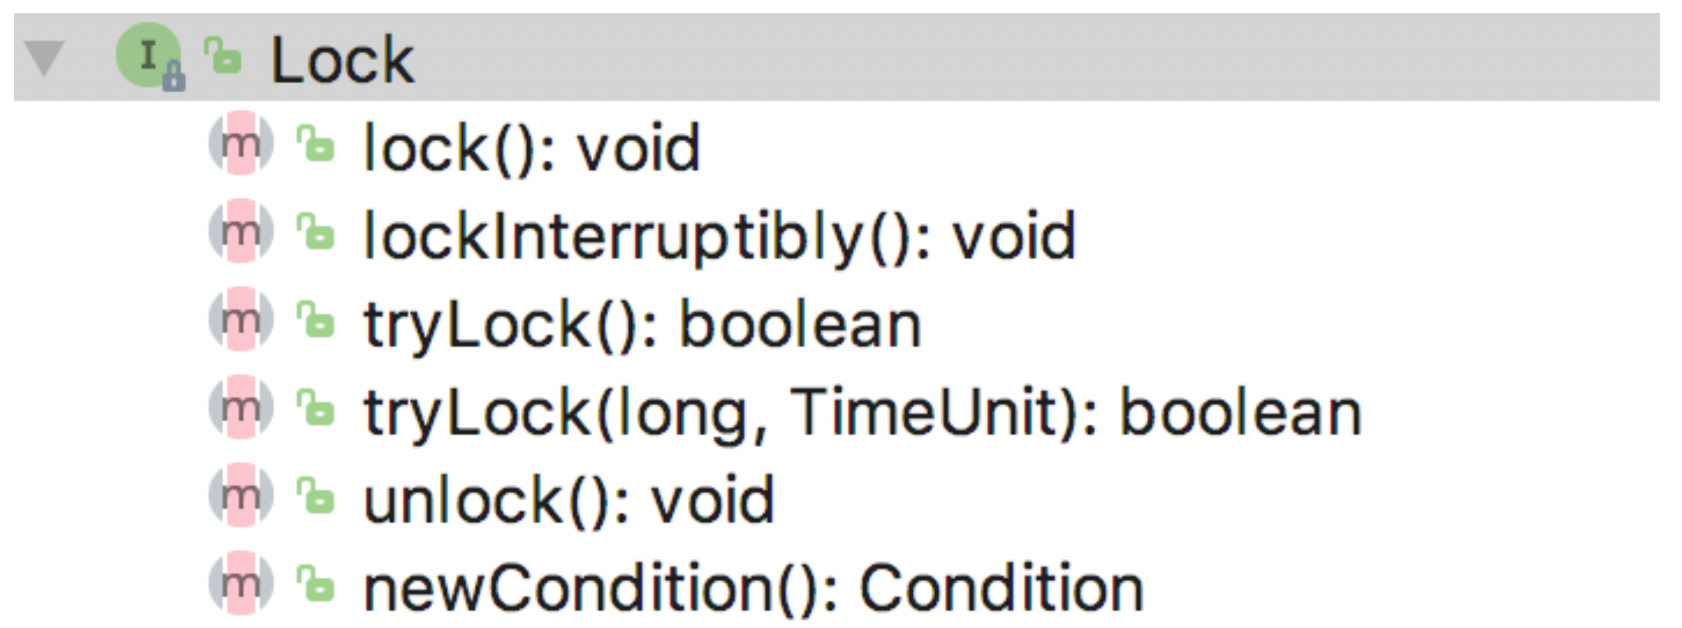 I Lock
m lock(): void
m lockInterruptibly(): void
m tryLock(): boolean
m tryLock(long, TimeUnit): boolean
m unlock(): void
m newCondition(): Condition